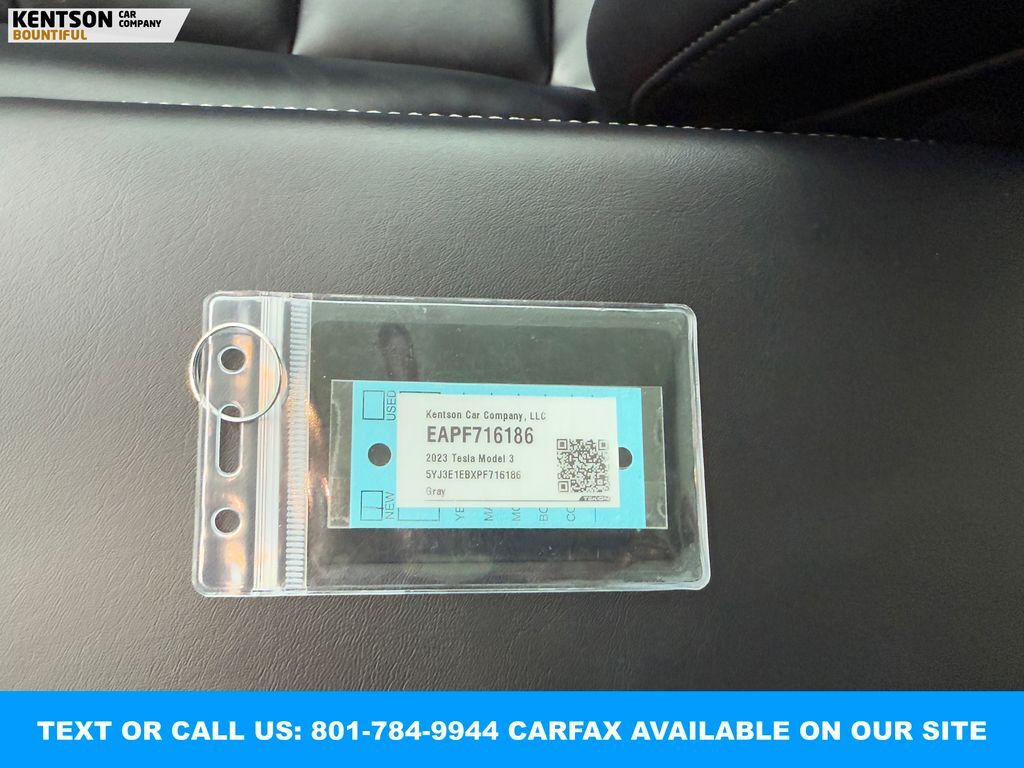 KENTSON CAR COMPANY
BOUNTIFUL
USED
Kentson Car Company, LLC
EAPF716186
2023 Tesla Model 3
5YJ3E1EBXPF716186
Gray
NEW
TEXT OR CALL US: 801-784-9944 CARFAX AVAILABLE ON OUR SITE